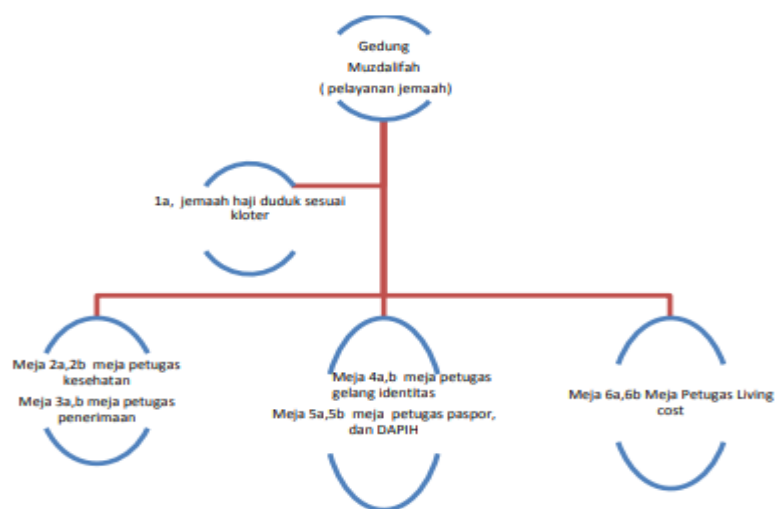 Gedung
Muzdalifah
( pelayanan jemaah)
1a, jemaah haji duduk sesuai
kloter
Meja 2a,2b meja petugas
kesehatan
Meja 3a,b meja petugas
penerimaan
Meja 4a,b meja petugas
gelang identitas
Meja 5a,5b meja petugas paspor,
dan DAPIH
Meja 6a,6b Meja Petugas Living
cost